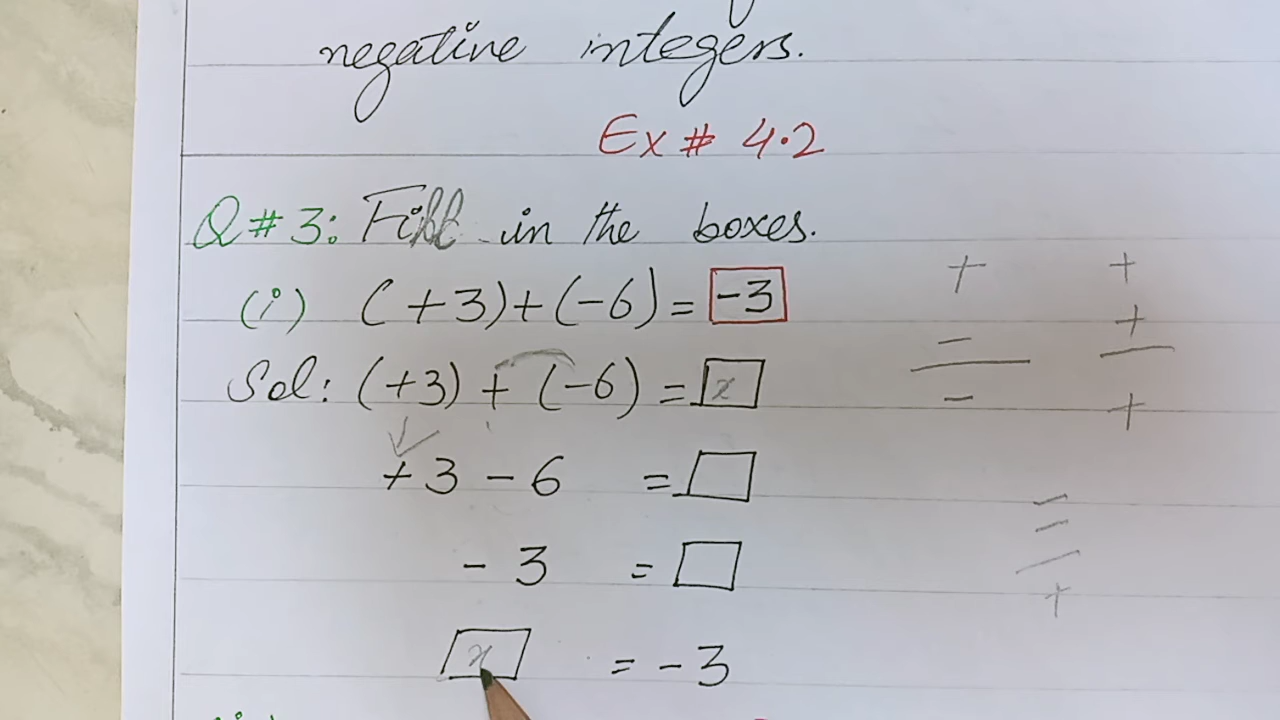 negative integers.
Ex # 4.2
Q # 3: Fill in the boxes.
(i) (+3)+(-6) = -3
Sol: (+3) + (-6) = x
+3 - 6 = □
- 3 = □
x = -3
+ +
- +
- +
-
-
+